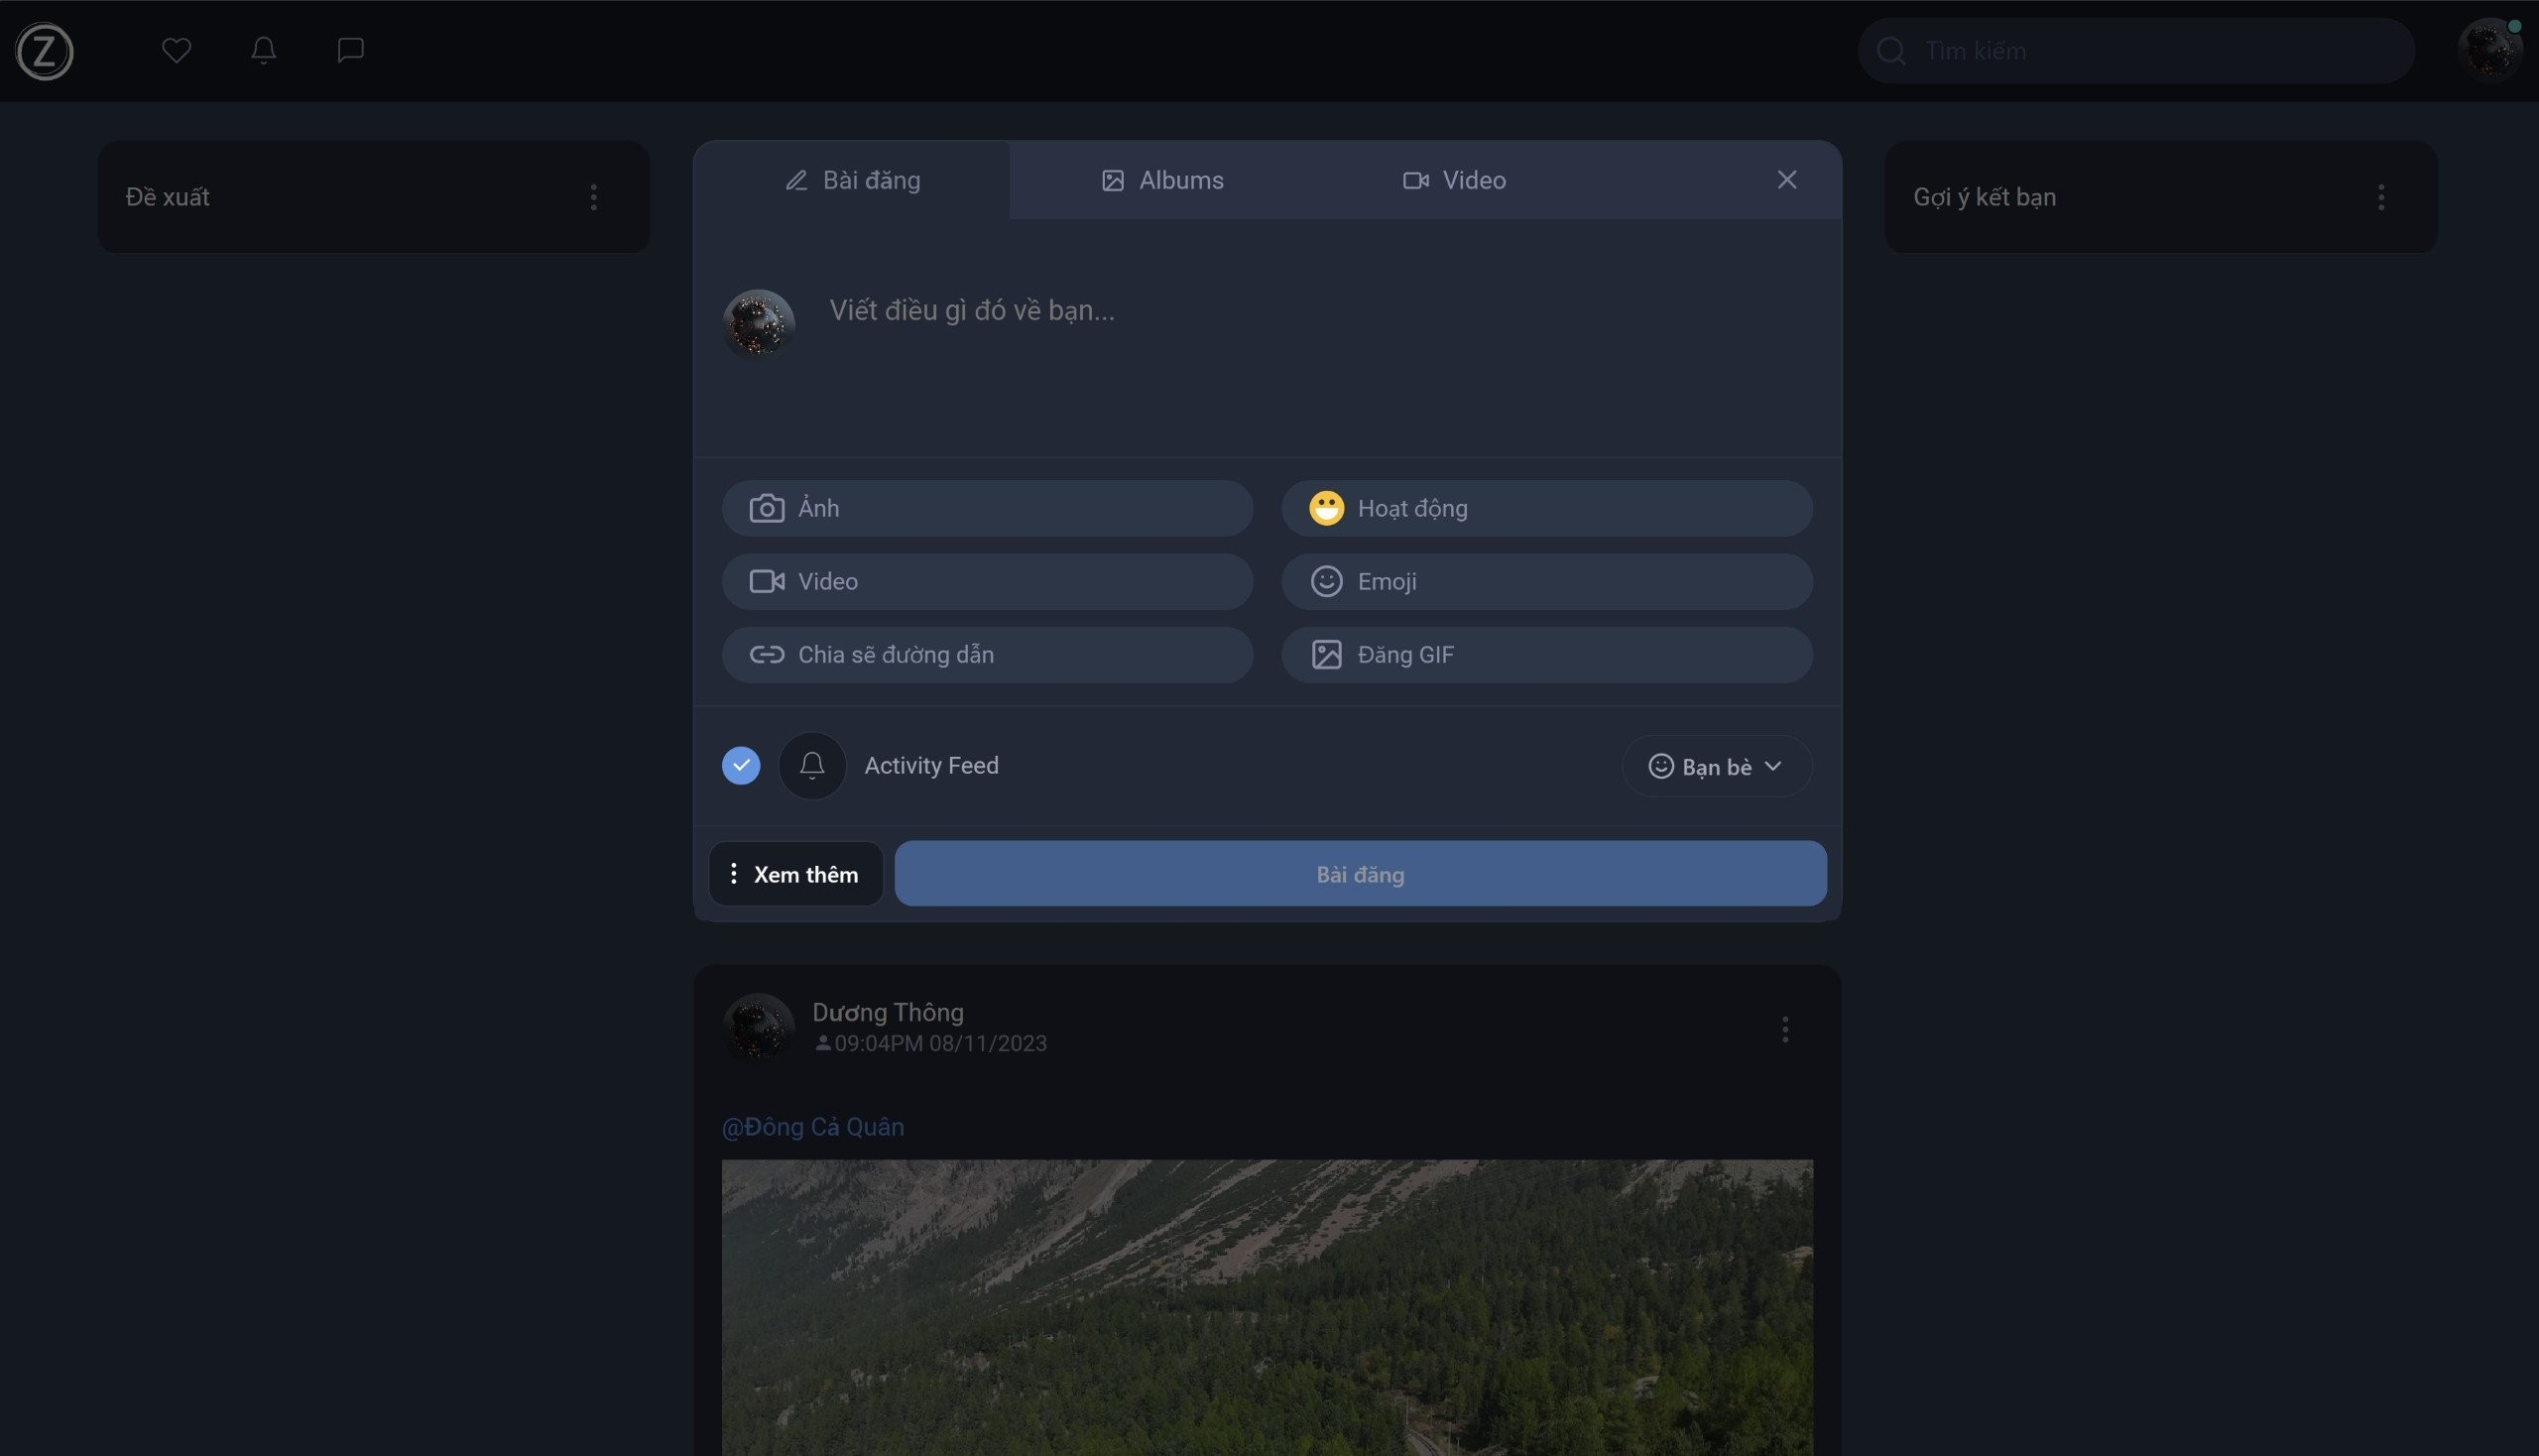 Z
Tìm kiếm
Đề xuất
Bài đăng
Albums
Video
Gợi ý kết bạn
Viết điều gì đó về bạn...
Ảnh
Hoạt động
Video
Emoji
Chia sẽ đường dẫn
Đăng GIF
Activity Feed
Bạn bè
Xem thêm
Bài đăng
Dương Thông
09:04PM 08/11/2023
@Đông Cả Quân